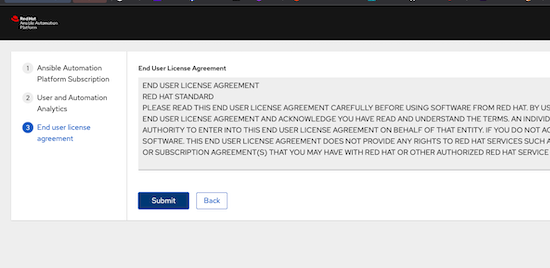 Red Hat
Ansible Automation
Platform
1 Ansible Automation
Platform Subscription
2 User and Automation
Analytics
3 End user license
agreement
End User License Agreement
END USER LICENSE AGREEMENT
RED HAT STANDARD
PLEASE READ THIS END USER LICENSE AGREEMENT CAREFULLY BEFORE USING SOFTWARE FROM RED HAT. BY US
END USER LICENSE AGREEMENT AND ACKNOWLEDGE YOU HAVE READ AND UNDERSTAND THE TERMS. AN INDIVID
AUTHORITY TO ENTER INTO THIS END USER LICENSE AGREEMENT ON BEHALF OF THAT ENTITY. IF YOU DO NOT AC
SOFTWARE. THIS END USER LICENSE AGREEMENT DOES NOT PROVIDE ANY RIGHTS TO RED HAT SERVICES SUCH A
OR SUBSCRIPTION AGREEMENT(S) THAT YOU MAY HAVE WITH RED HAT OR OTHER AUTHORIZED RED HAT SERVICE
Submit
Back